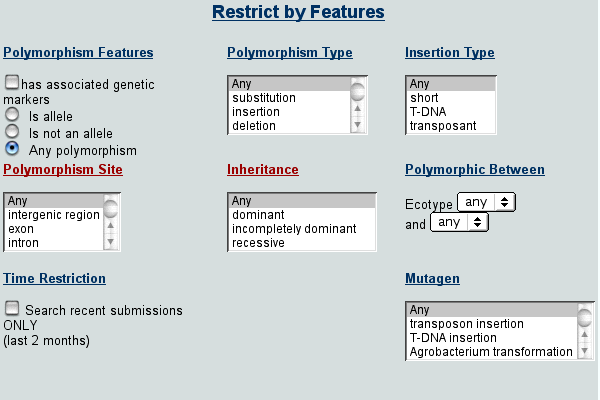 Restrict by Features
Polymorphism Features
has associated genetic
markers
Is allele
Is not an allele
Any polymorphism
Polymorphism Type
Any
substitution
insertion
deletion
Insertion Type
Any
short
T-DNA
transposant
Polymorphism Site
Any
intergenic region
exon
intron
Inheritance
Any
dominant
incompletely dominant
recessive
Polymorphic Between
Ecotype any
and any
Time Restriction
Search recent submissions
ONLY
(last 2 months)
Mutagen
Any
transposon insertion
T-DNA insertion
Agrobacterium transformation